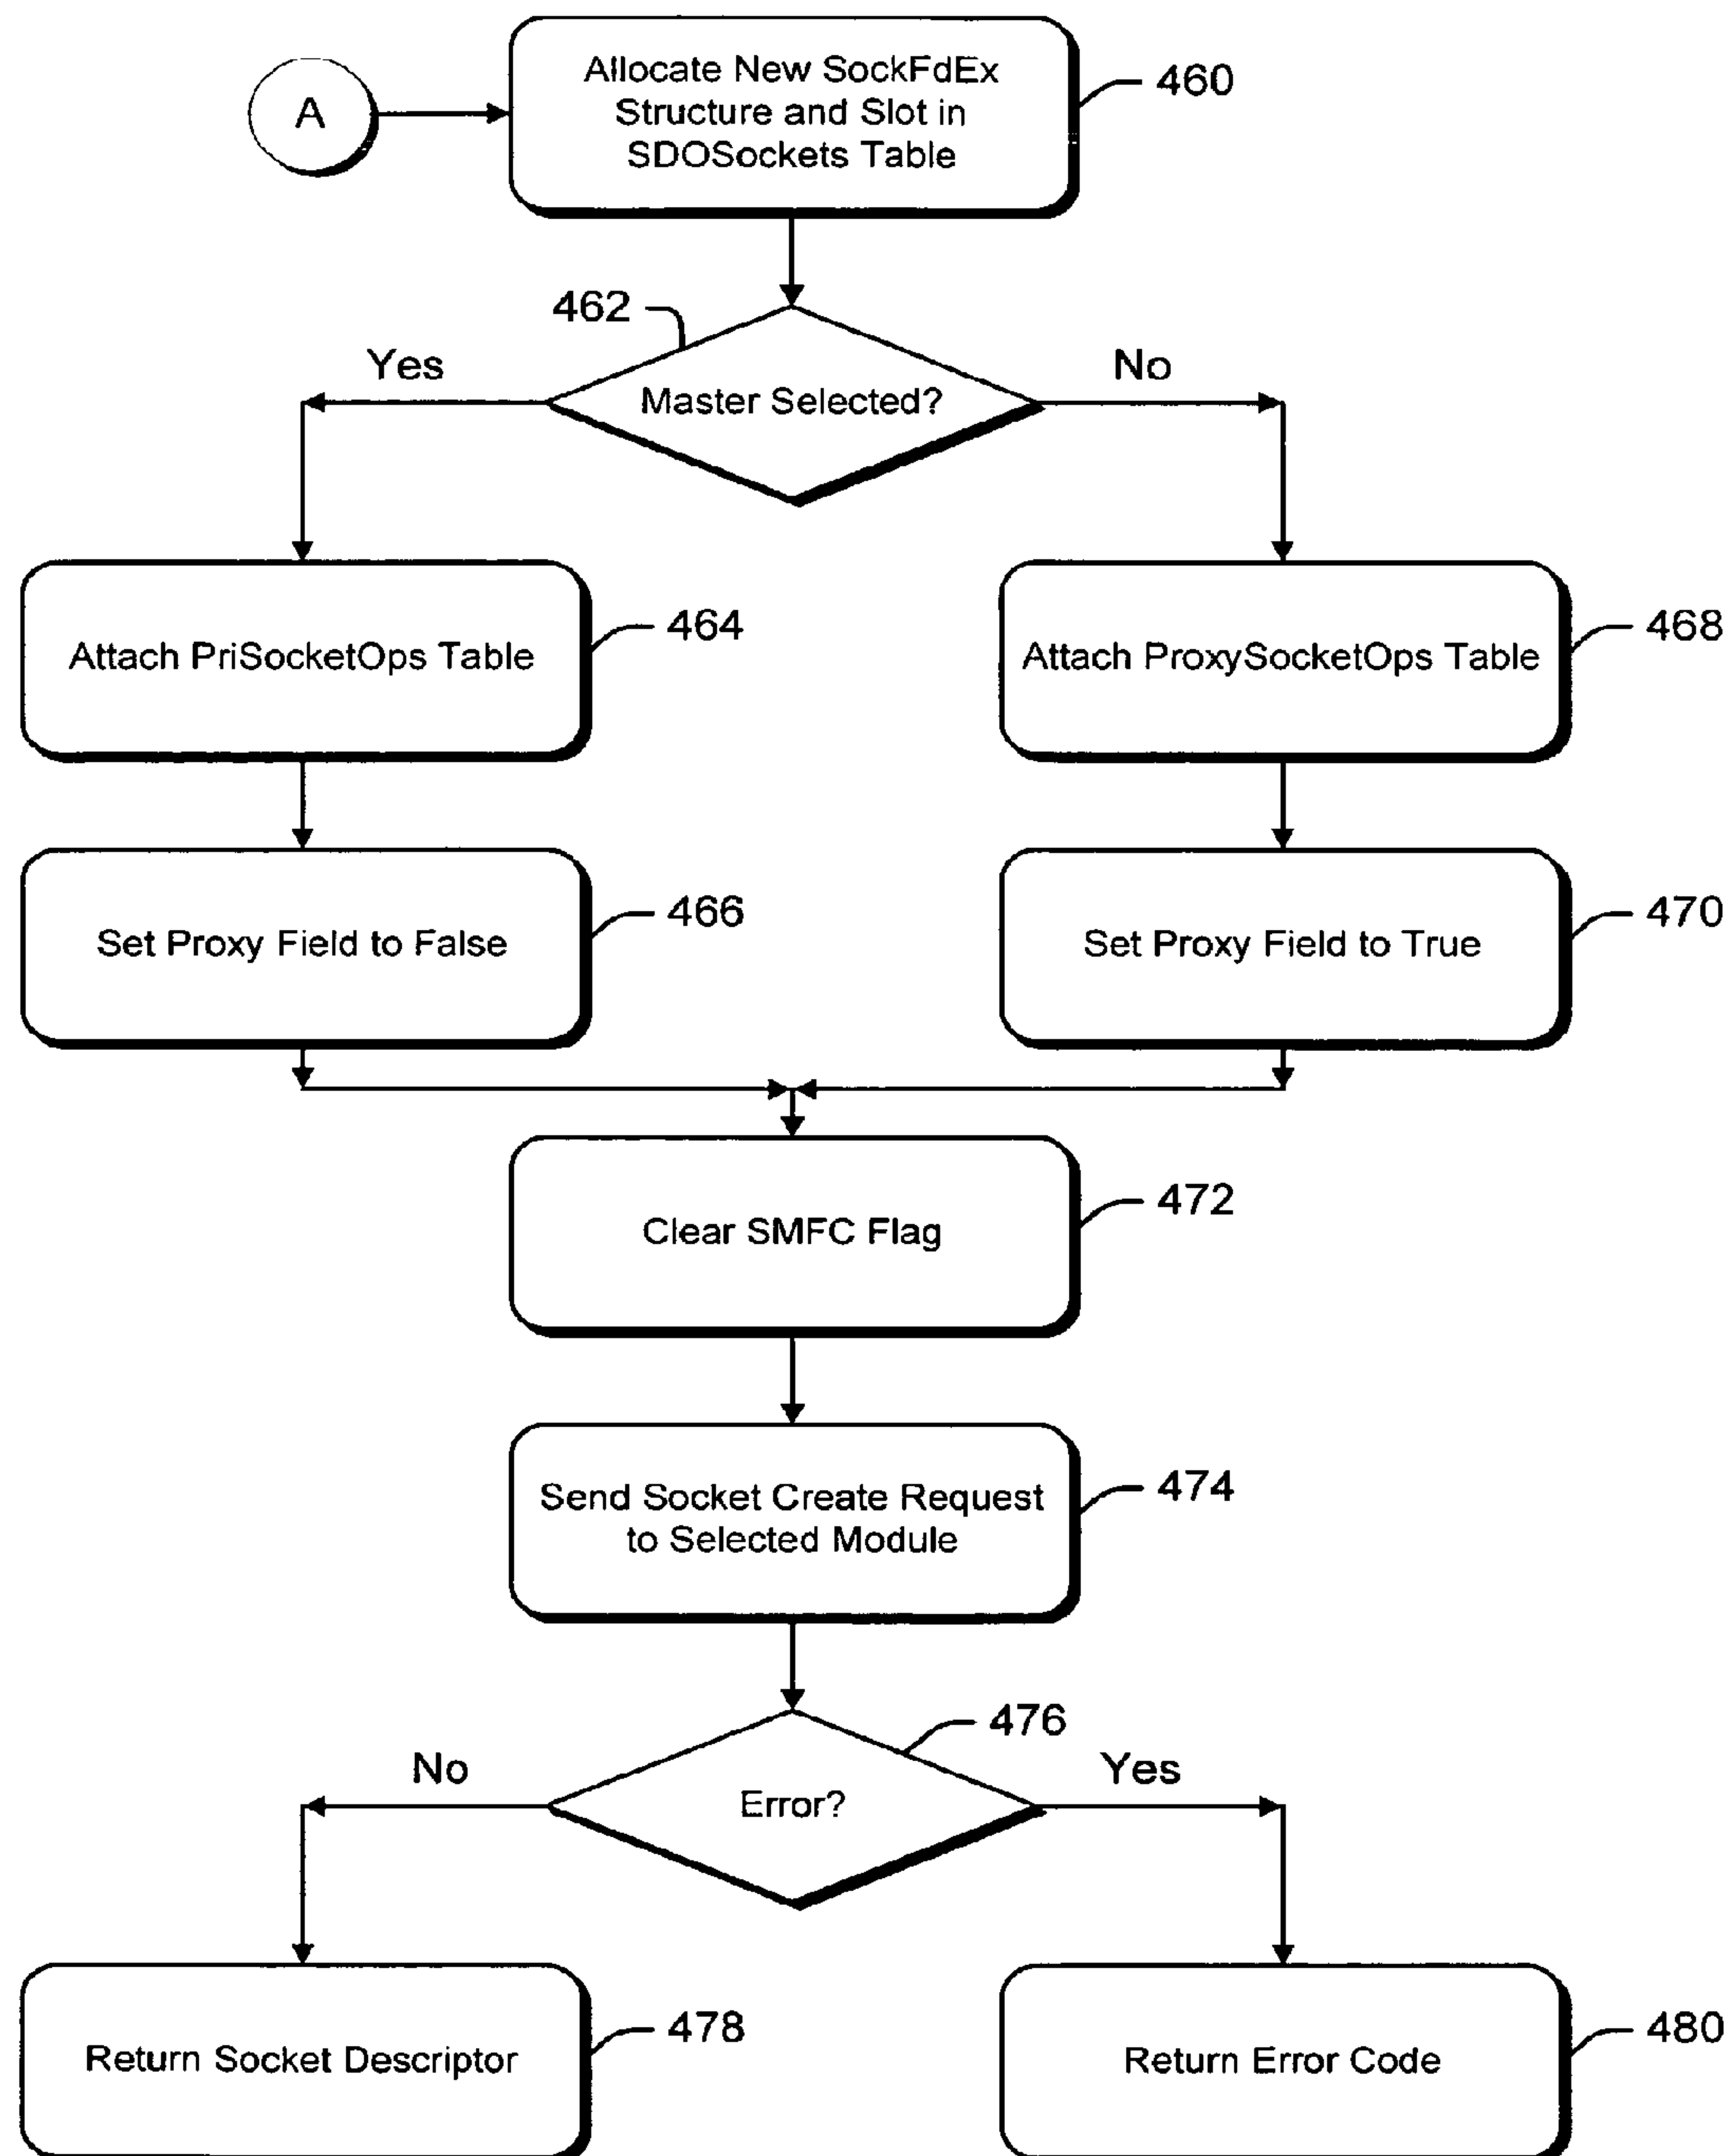 A
Allocate New SockFdEx
Structure and Slot in
SDOSockets Table
460
462
Yes
Master Selected?
No
Attach PriSocketOps Table
464
Attach ProxySocketOps Table
468
Set Proxy Field to False
466
Set Proxy Field to True
470
Clear SMFC Flag
472
Send Socket Create Request
to Selected Module
474
476
No
Error?
Yes
Return Socket Descriptor
478
Return Error Code
480